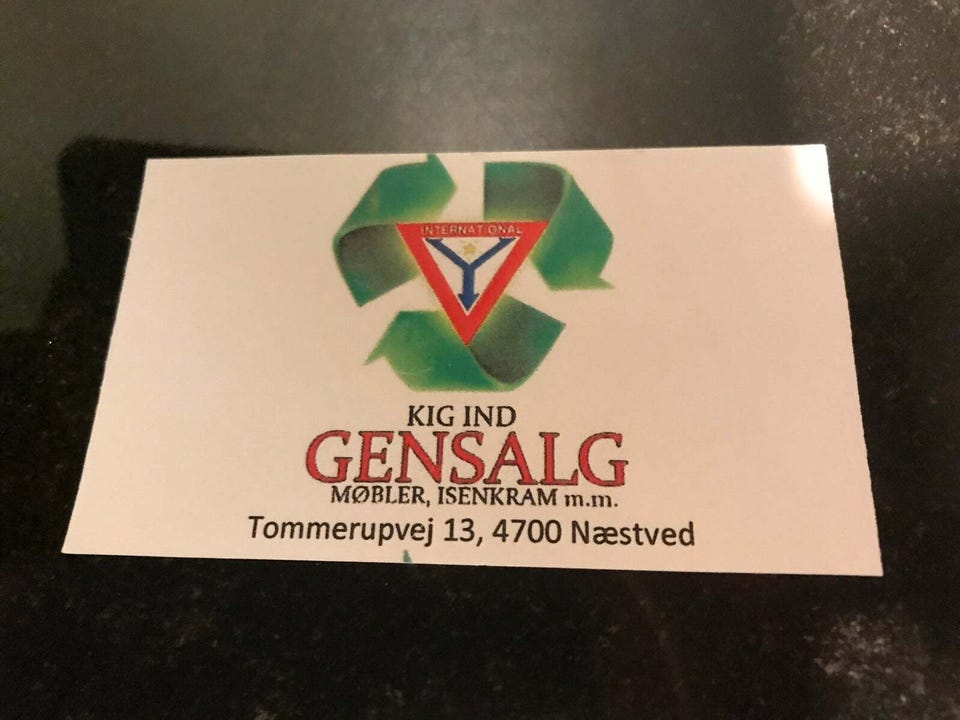 INTERNATIONAL
KIG IND
GENSALG
MØBLER, ISENKRAM m.m.
Tommerupvej 13, 4700 Næstved